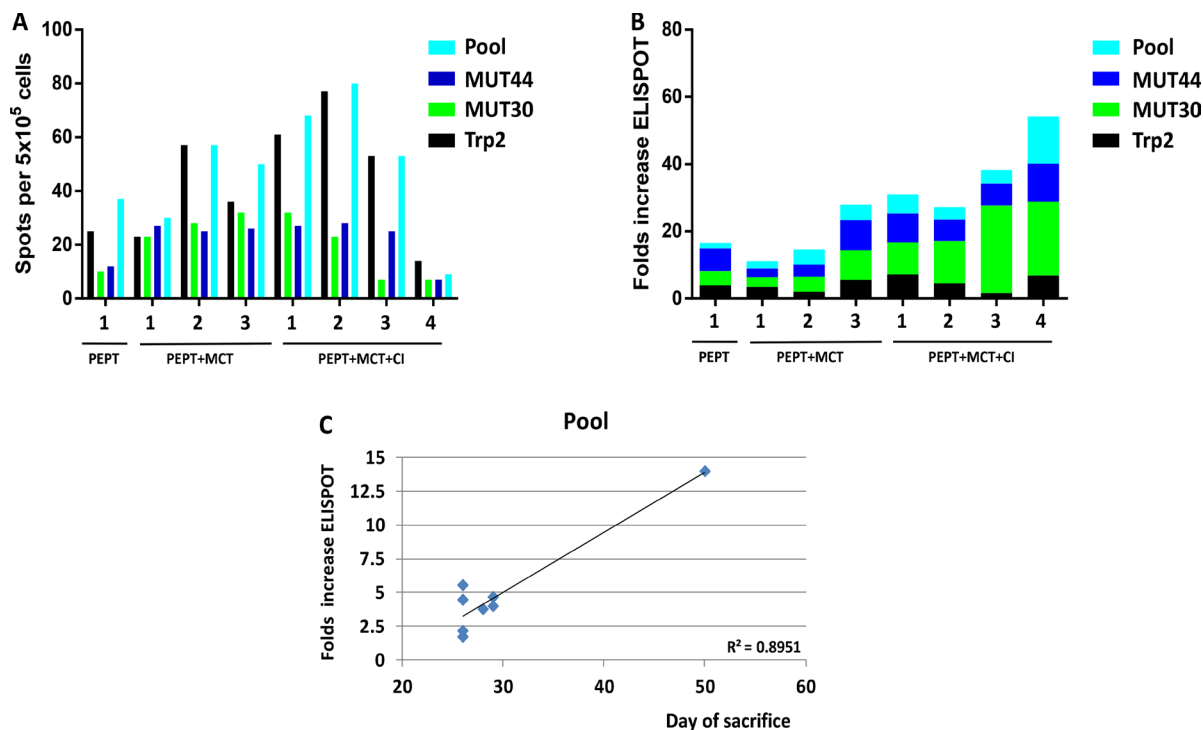 A
Spots per 5x10⁵ cells
100
80
60
40
20
0
Pool
MUT44
MUT30
Trp2
1 1 2 3 1 2 3 4
PEPT PEPT+MCT PEPT+MCT+CI
B
Folds increase ELISPOT
80
60
40
20
0
Pool
MUT44
MUT30
Trp2
1 1 2 3 1 2 3 4
PEPT PEPT+MCT PEPT+MCT+CI
C
Pool
Folds increase ELISPOT
15
12.5
10
7.5
5
2.5
0
R² = 0.8951
20 30 40 50 60
Day of sacrifice